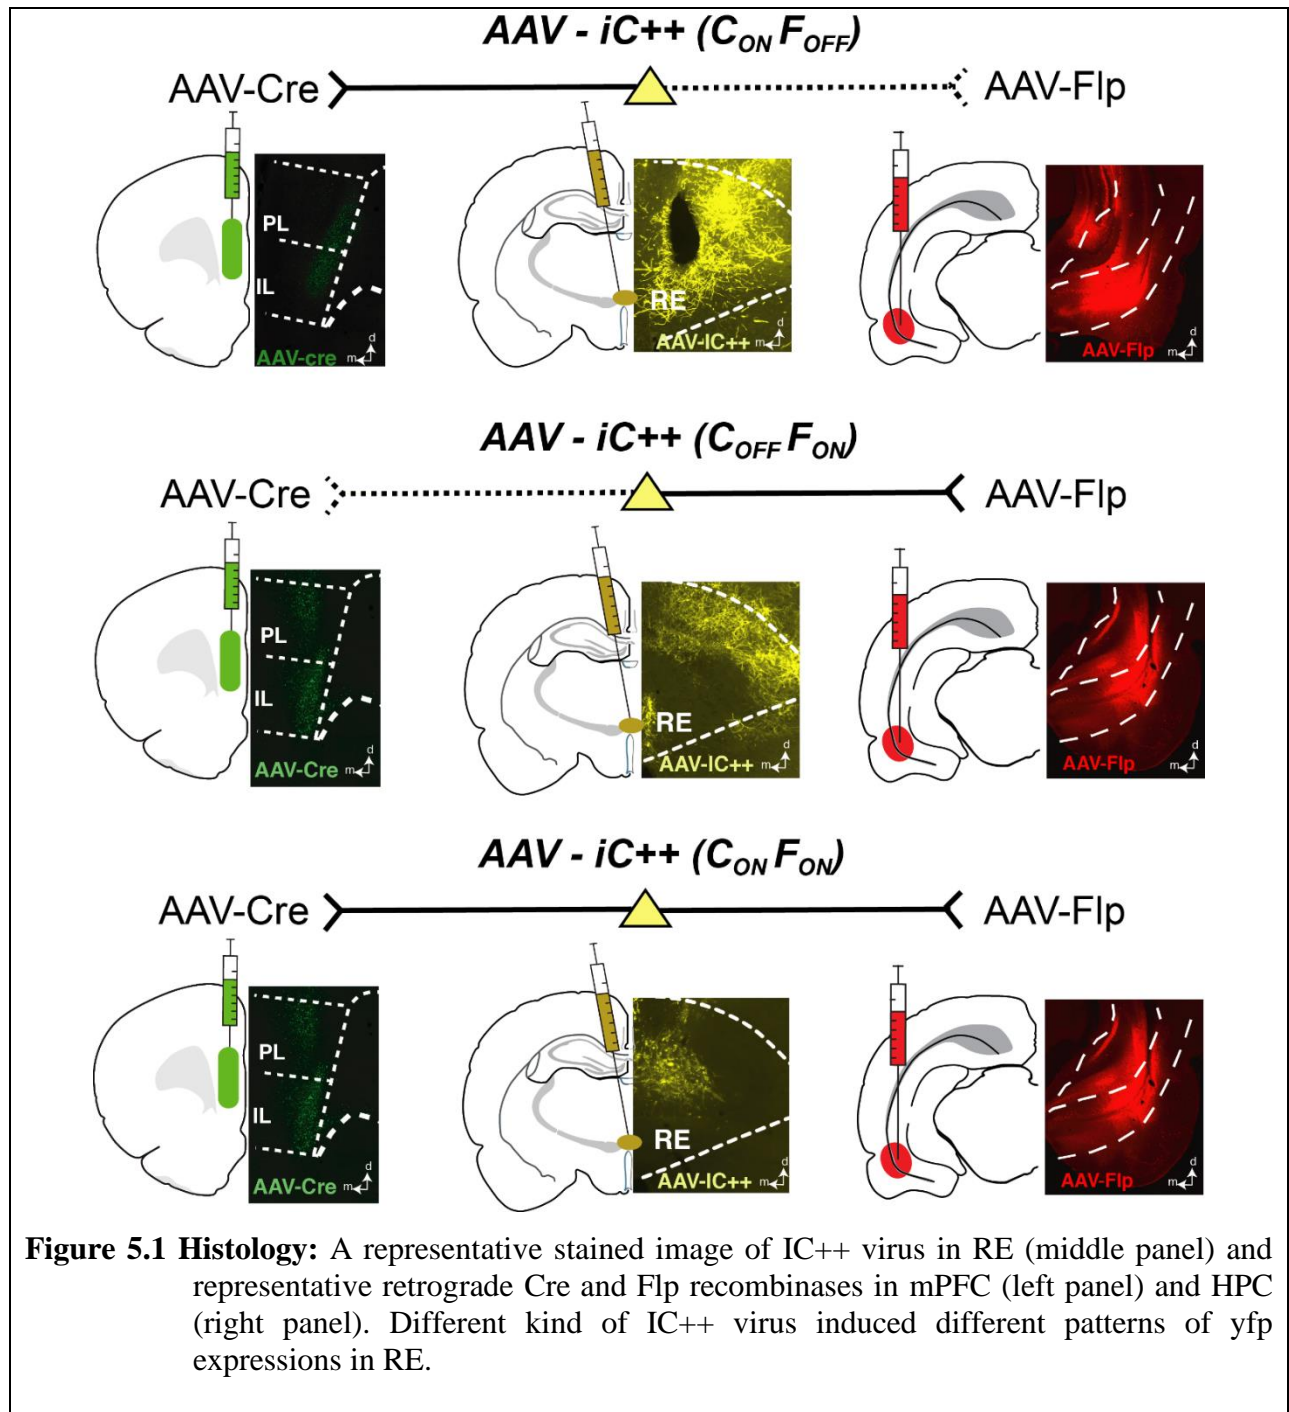 AAV - iC++ (CON FOFF)
AAV-Cre
AAV-Flp
PL
IL
AAV-cre
m
d
RE
AAV-IC++
m
d
AAV-Flp
m
d
AAV - iC++ (COFF FON)
AAV-Cre
AAV-Flp
PL
IL
AAV-Cre
m
d
RE
AAV-IC++
m
d
AAV-Flp
m
d
AAV - iC++ (CON FON)
AAV-Cre
AAV-Flp
PL
IL
AAV-Cre
m
d
RE
AAV-IC++
m
d
AAV-Flp
m
d
Figure 5.1 Histology: A representative stained image of IC++ virus in RE (middle panel) and
representative retrograde Cre and Flp recombinases in mPFC (left panel) and HPC
(right panel). Different kind of IC++ virus induced different patterns of yfp
expressions in RE.